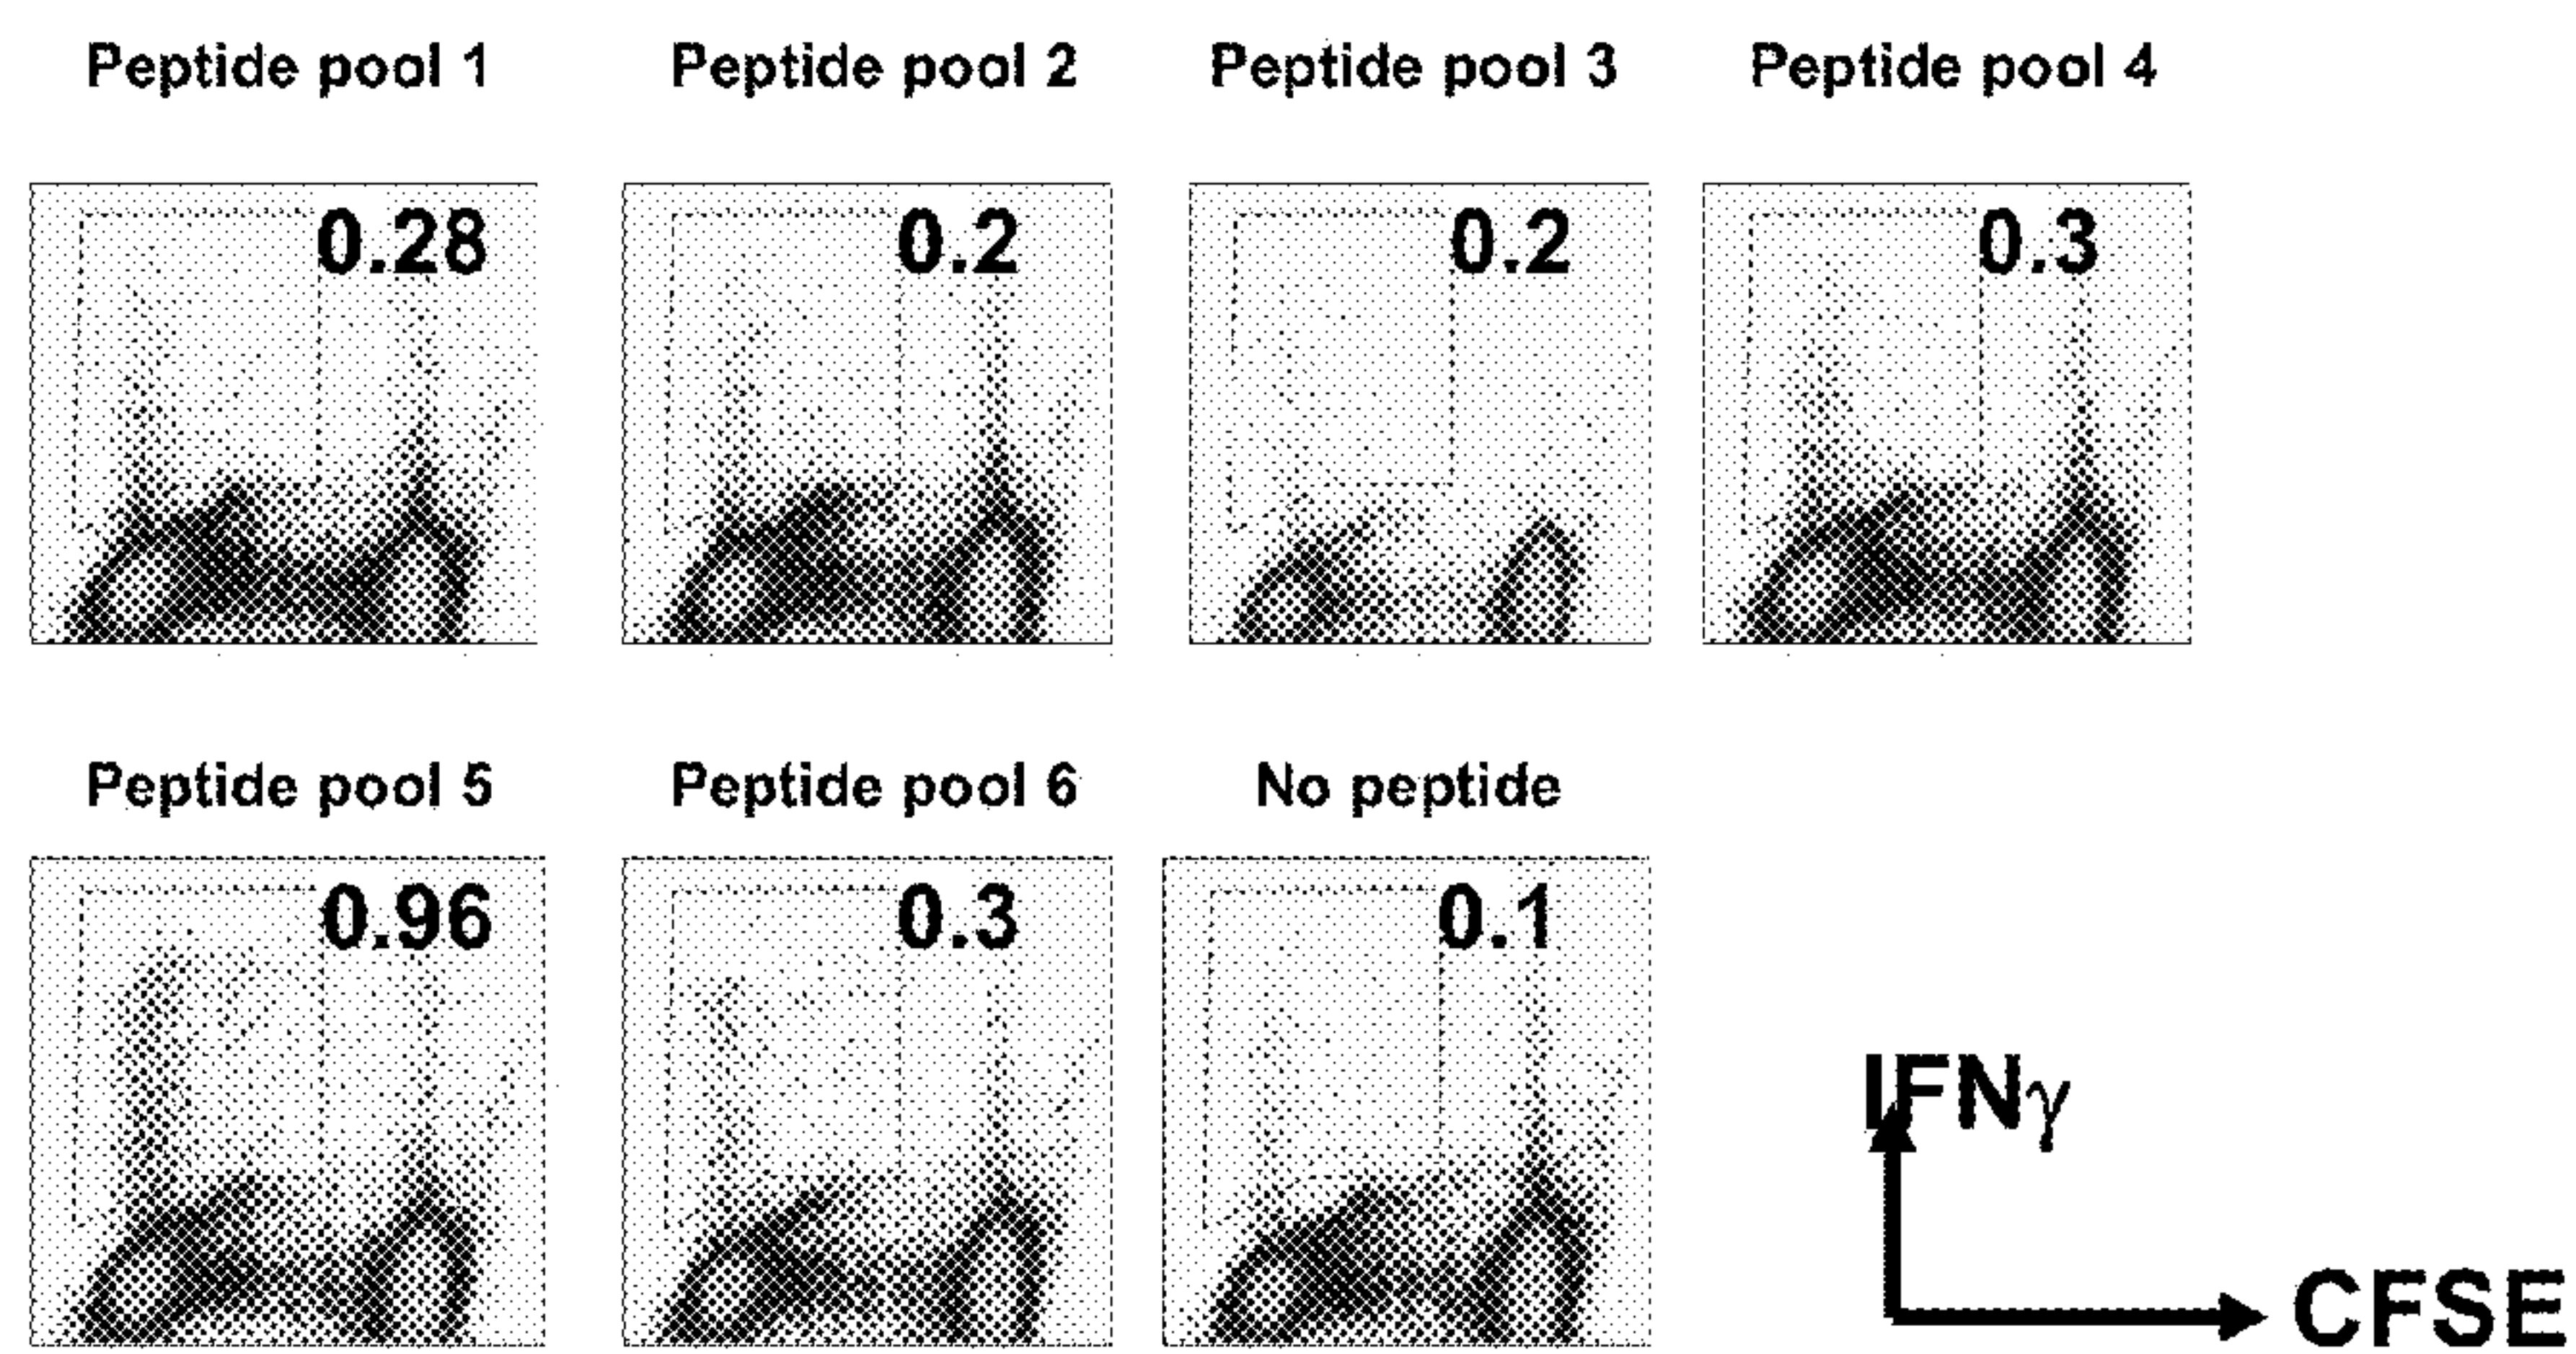 Peptide pool 1 Peptide pool 2 Peptide pool 3 Peptide pool 4
0.28 0.2 0.2 0.3
Peptide pool 5 Peptide pool 6 No peptide
0.96 0.3 0.1
IFNγ
CFSE